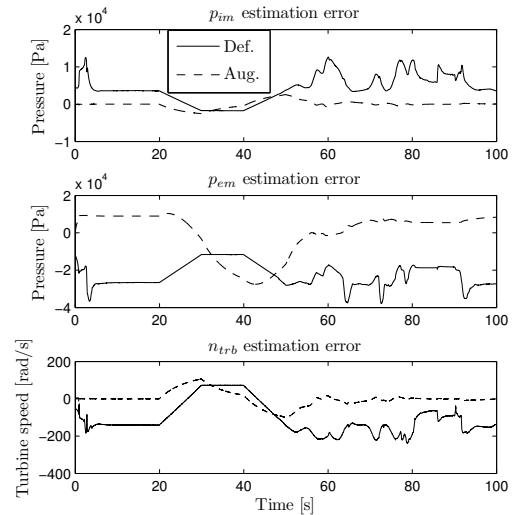 p_im estimation error
x 10^4
Pressure [Pa]
2
1
0
−1
0 20 40 60 80 100
Def.
Aug.
p_em estimation error
x 10^4
Pressure [Pa]
2
0
−2
−4
0 20 40 60 80 100
n_trb estimation error
Turbine speed [rad/s]
200
0
−200
−400
0 20 40 60 80 100
Time [s]